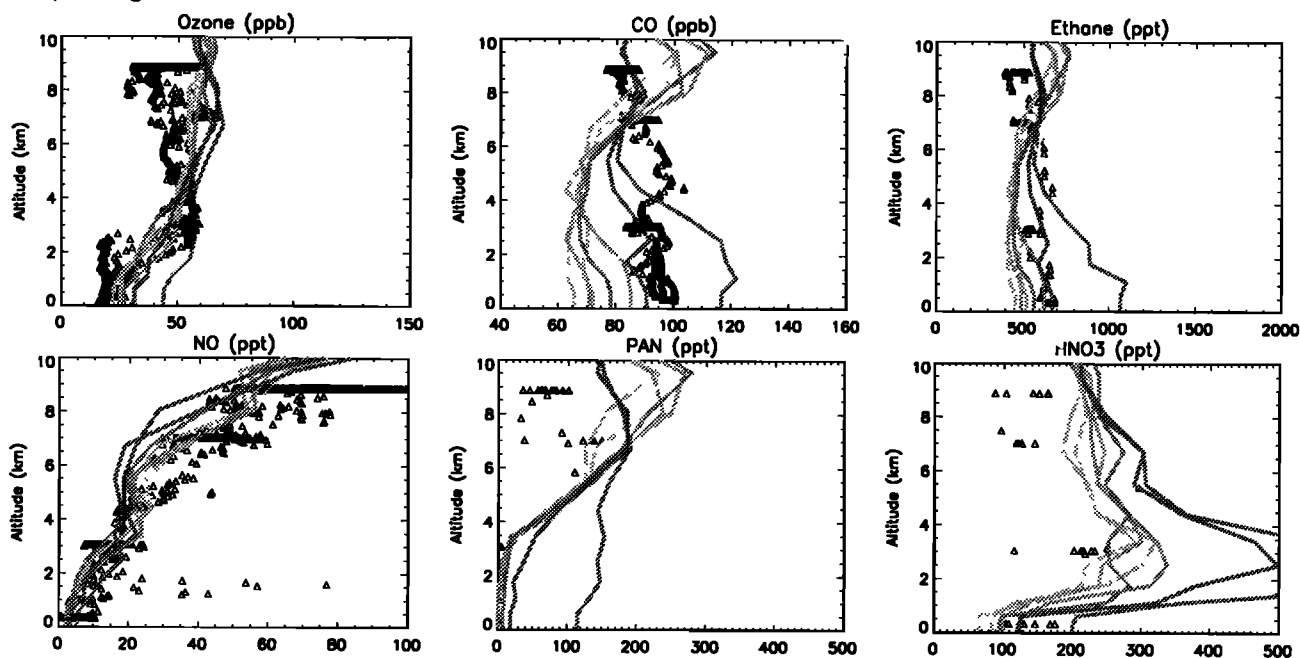 Ozone (ppb)
CO (ppb)
Ethane (ppt)
10
8
6
4
2
0
Altitude (km)
0 50 100 150
10
8
6
4
2
0
Altitude (km)
40 60 80 100 120 140 160
10
8
6
4
2
0
Altitude (km)
0 500 1000 1500 2000
NO (ppt)
PAN (ppt)
HNO3 (ppt)
10
8
6
4
2
0
Altitude (km)
0 20 40 60 80 100
10
8
6
4
2
0
Altitude (km)
0 100 200 300 400 500
10
8
6
4
2
0
Altitude (km)
0 100 200 300 400 500